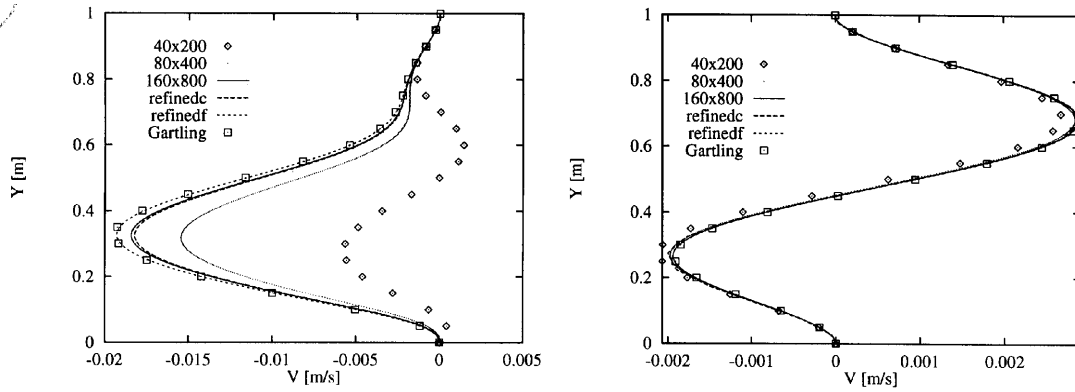 1
0.8
0.6
0.4
0.2
0
Y [m]
40x200
80x400
160x800
refinedc
refinedf
Gartling
-0.02
-0.015
-0.01
-0.005
0
0.005
V [m/s]
1
0.8
0.6
0.4
0.2
0
Y [m]
40x200
80x400
160x800
refinedc
refinedf
Gartling
-0.002
-0.001
0
0.001
0.002
V [m/s]